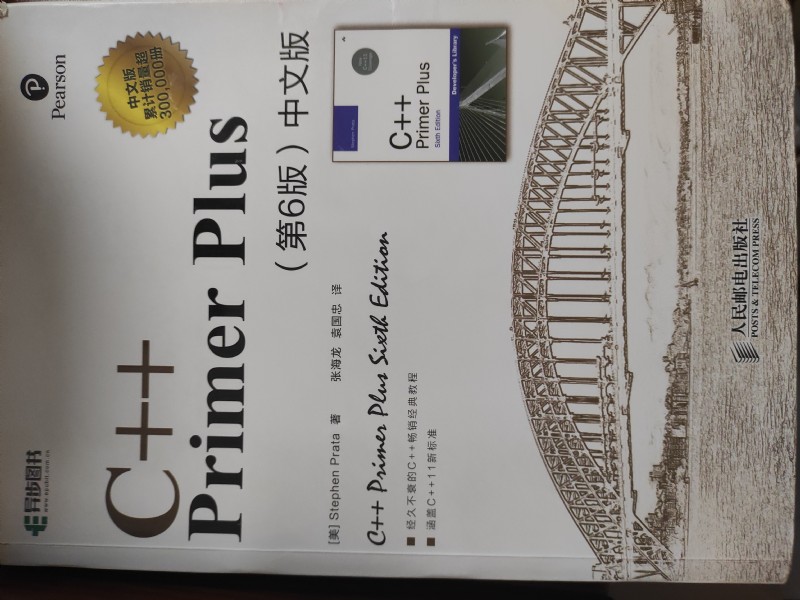 异步图书
www.epubit.com.cn
Pearson
中文版
累计销量超
300,000册
C++
Primer Plus
（第6版）中文版
C++
Primer Plus
Sixth Edition
Developer's Library
[美] Stephen Prata 著
张海龙 袁国忠 译
C++ Primer Plus Sixth Edition
■ 经久不衰的C++畅销经典教程
■ 涵盖C++11新标准
人民邮电出版社
POSTS & TELECOM PRESS